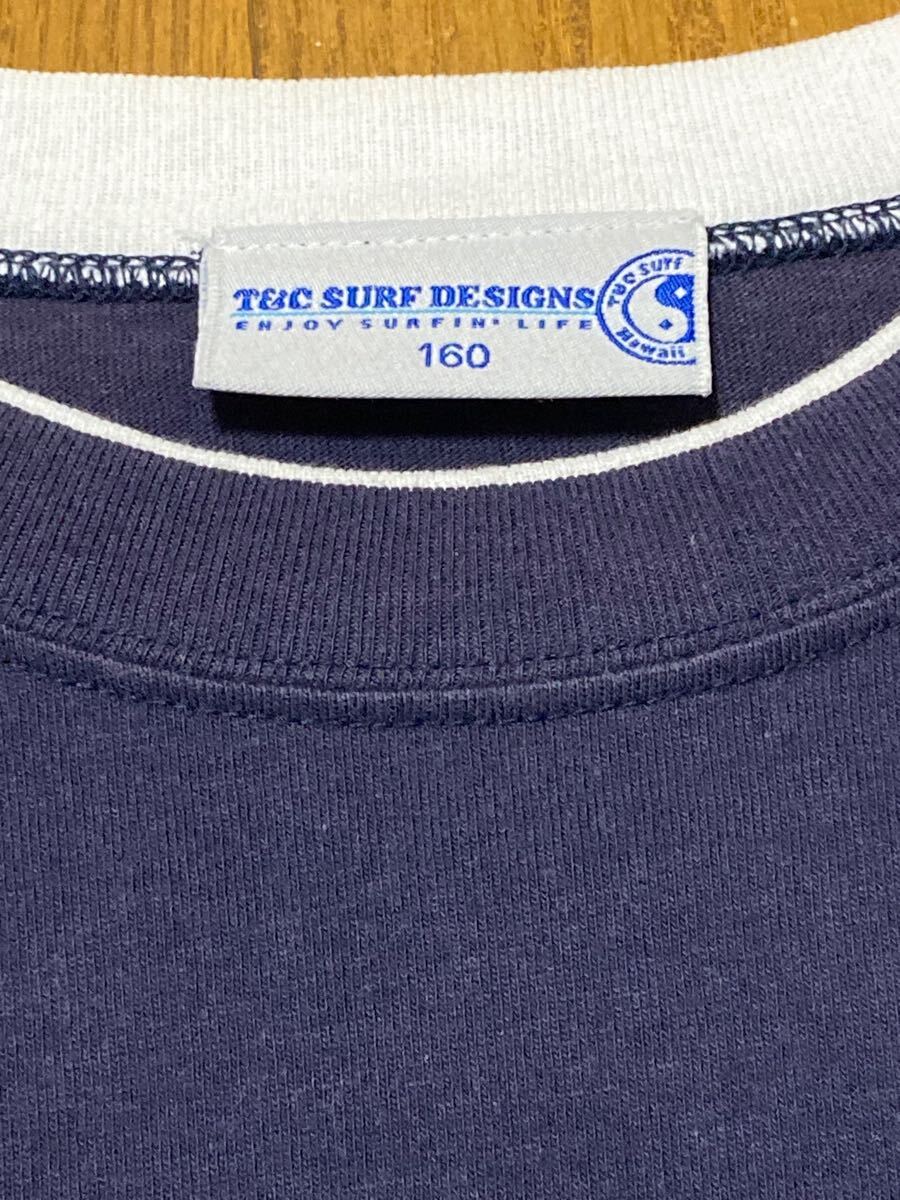 T&C SURF DESIGNS
ENJOY SURFIN' LIFE
160
T&C SURF
Hawaii